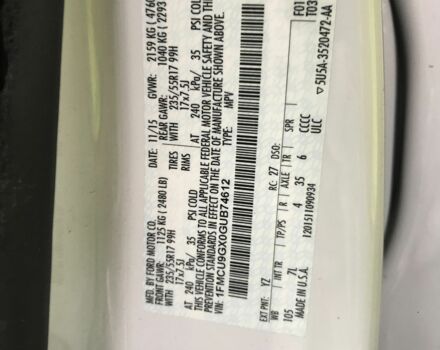 MFD. BY FORD MOTOR CO.
DATE: 11/15 GVWR: 2159 KG ( 4760
FRONT GAWR: 1125 KG ( 2480 LB) REAR GAWR: 1040 KG ( 2293
WITH 235/55R17 99H TIRES WITH 235/55R17 99H
17x7.5J RIMS 17x7.5J
AT 240 kPa/ 35 PSI COLD AT 240 kPa/ 35 PSI COLD
THIS VEHICLE CONFORMS TO ALL APPLICABLE FEDERAL MOTOR VEHICLE SAFETY AND THEFT
PREVENTION STANDARDS IN EFFECT ON THE DATE OF MANUFACTURE SHOWN ABOVE.
VIN: 1FMCU9GX0GUB74612 TYPE: MPV
F01
T03
EXT PNT: YZ RC: 27 DSO:
WB INT TR TP/PS R AXLE TR SPR
105 7L 4 35 6 CCCC
MADE IN U.S.A. ULC
1201511090934
▽5U5A-3520472-AA